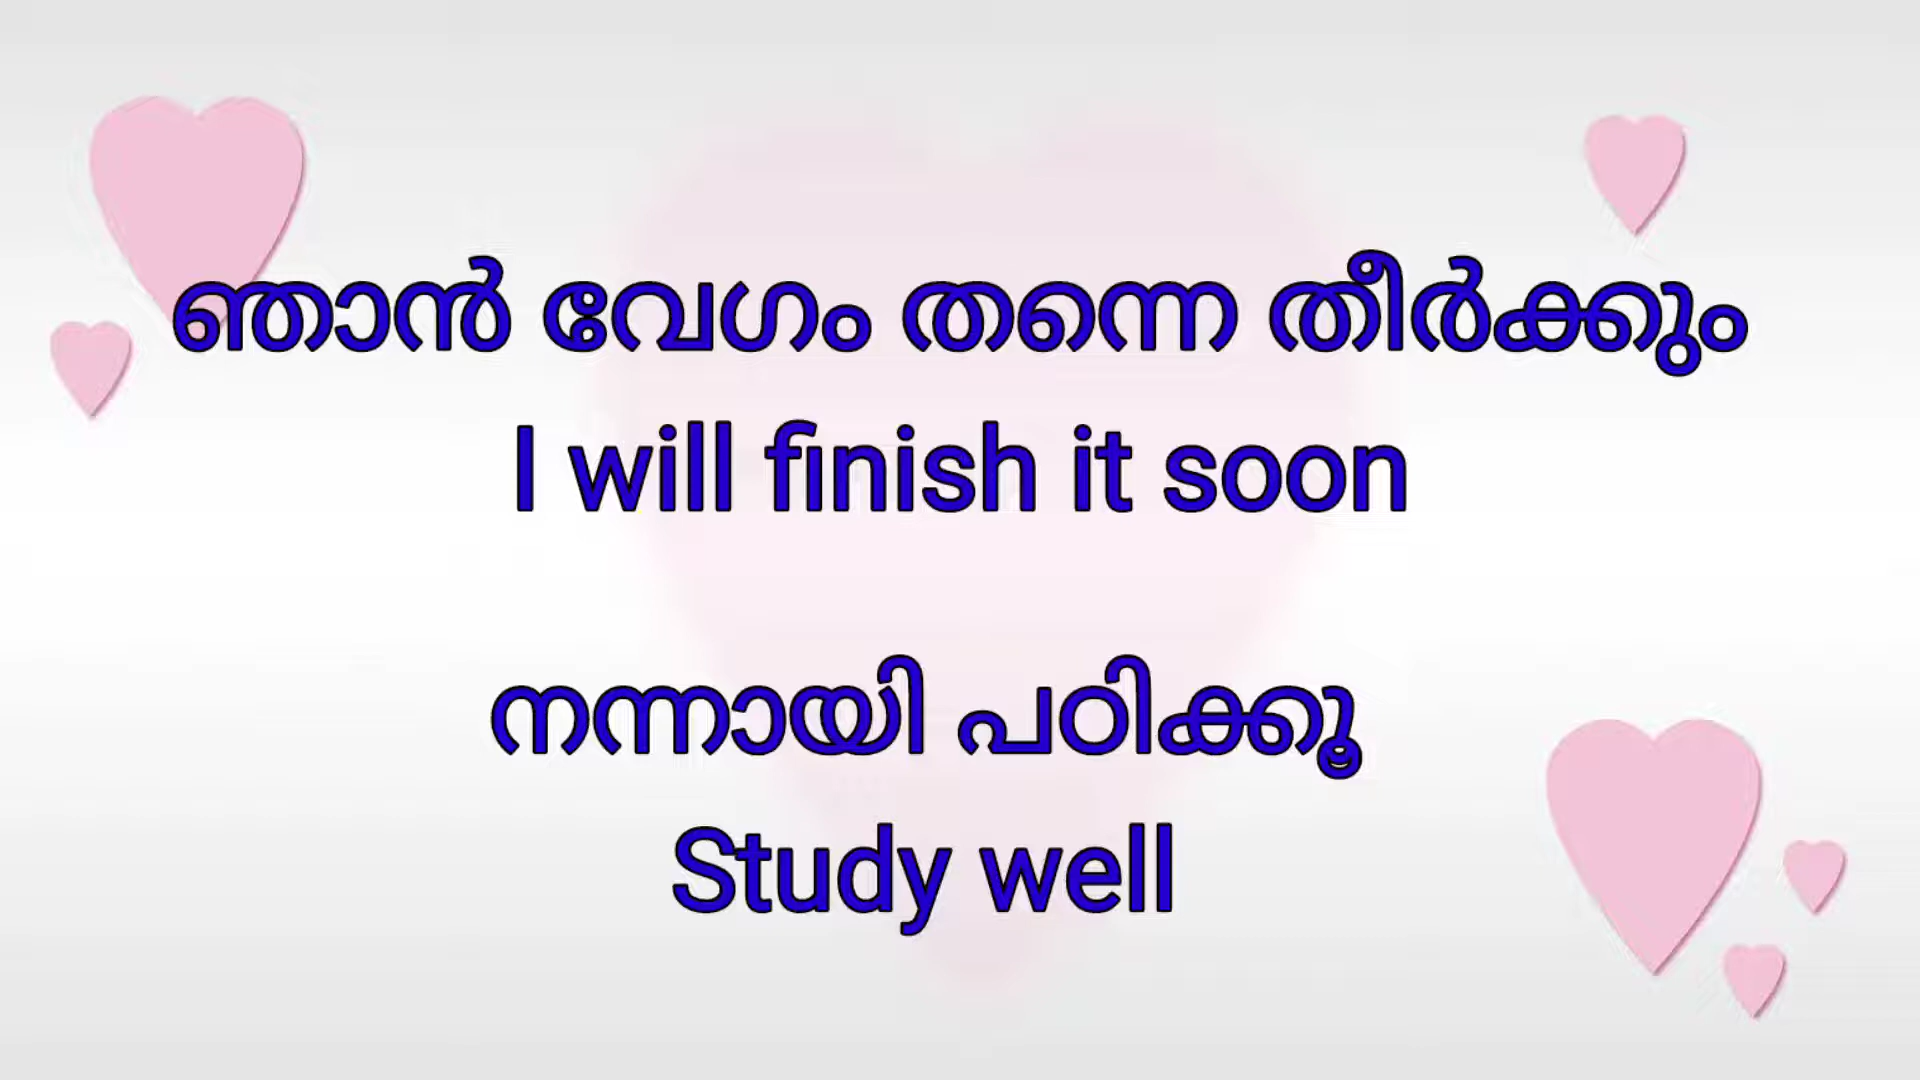 ഞാൻ വേഗം തന്നെ തീർക്കും
I will finish it soon
നന്നായി പഠിക്കൂ
Study well